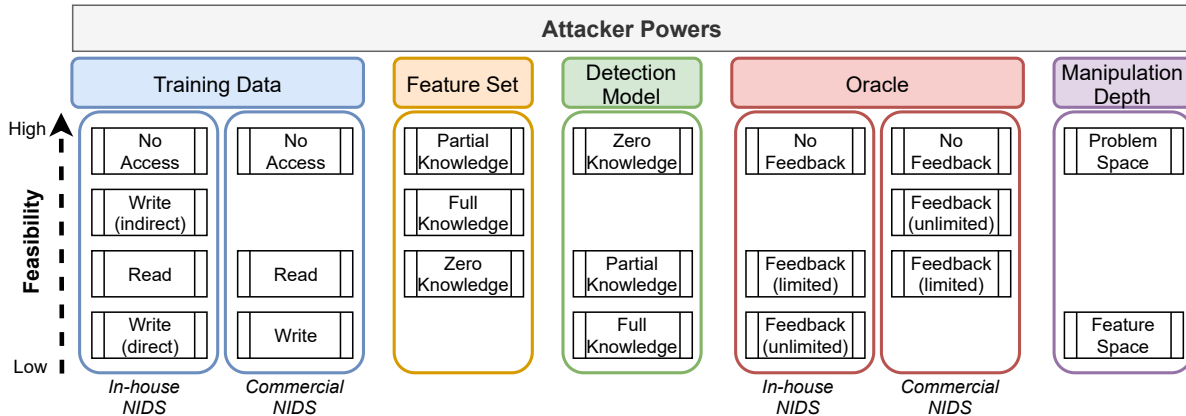 Attacker Powers
Training Data
Feature Set
Detection
Model
Oracle
Manipulation
Depth
High
Feasibility
Low
No
Access
Write
(indirect)
Read
Write
(direct)
In-house
NIDS
No
Access
Read
Write
Commercial
NIDS
Partial
Knowledge
Full
Knowledge
Zero
Knowledge
Zero
Knowledge
Partial
Knowledge
Full
Knowledge
No
Feedback
Feedback
(limited)
Feedback
(unlimited)
In-house
NIDS
No
Feedback
Feedback
(unlimited)
Feedback
(limited)
Commercial
NIDS
Problem
Space
Feature
Space